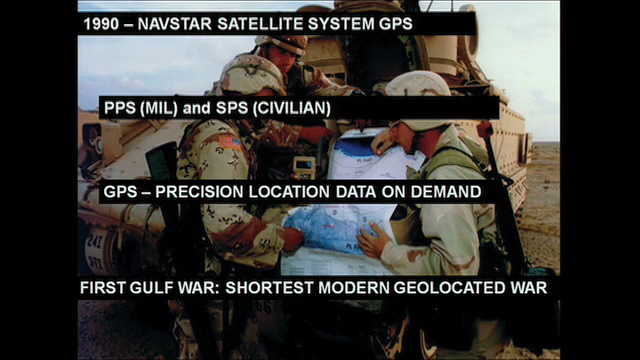 1990 – NAVSTAR SATELLITE SYSTEM GPS
PPS (MIL) and SPS (CIVILIAN)
GPS – PRECISION LOCATION DATA ON DEMAND
FIRST GULF WAR: SHORTEST MODERN GEOLOCATED WAR